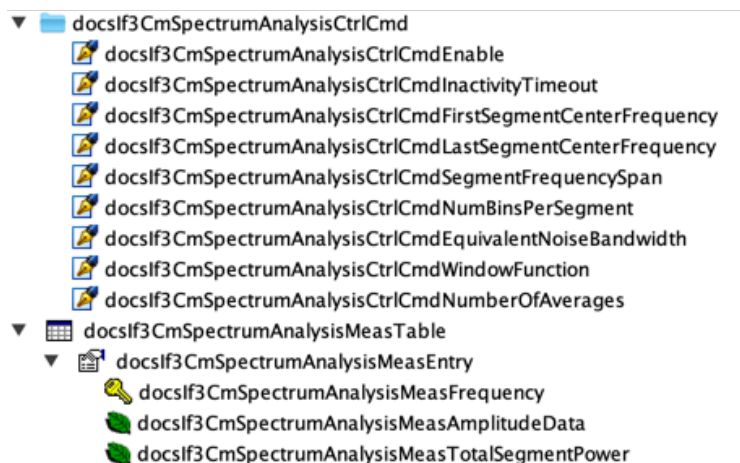 docsIf3CmSpectrumAnalysisCtrlCmd
docsIf3CmSpectrumAnalysisCtrlCmdEnable
docsIf3CmSpectrumAnalysisCtrlCmdInactivityTimeout
docsIf3CmSpectrumAnalysisCtrlCmdFirstSegmentCenterFrequency
docsIf3CmSpectrumAnalysisCtrlCmdLastSegmentCenterFrequency
docsIf3CmSpectrumAnalysisCtrlCmdSegmentFrequencySpan
docsIf3CmSpectrumAnalysisCtrlCmdNumBinsPerSegment
docsIf3CmSpectrumAnalysisCtrlCmdEquivalentNoiseBandwidth
docsIf3CmSpectrumAnalysisCtrlCmdWindowFunction
docsIf3CmSpectrumAnalysisCtrlCmdNumberOfAverages
docsIf3CmSpectrumAnalysisMeasTable
docsIf3CmSpectrumAnalysisMeasEntry
docsIf3CmSpectrumAnalysisMeasFrequency
docsIf3CmSpectrumAnalysisMeasAmplitudeData
docsIf3CmSpectrumAnalysisMeasTotalSegmentPower